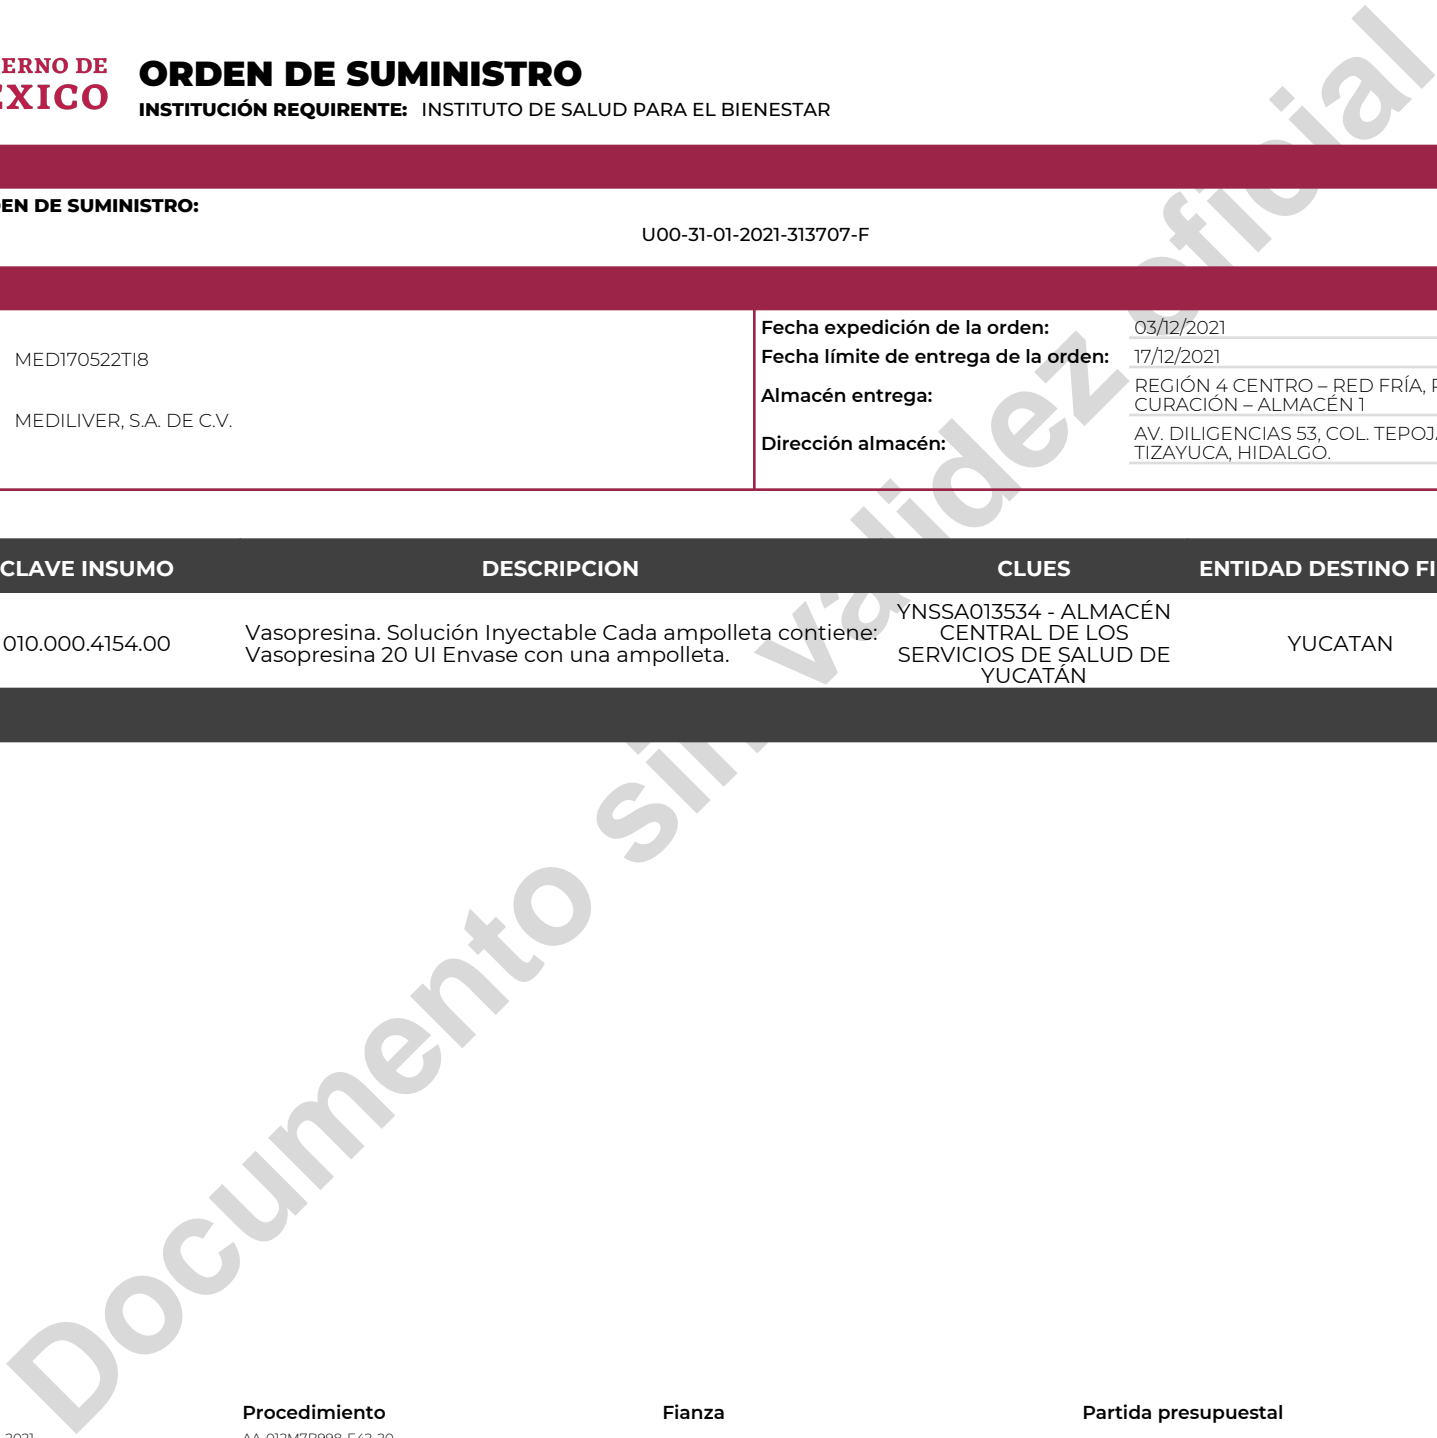 ERNO DE
EXICO
ORDEN DE SUMINISTRO
INSTITUCIÓN REQUIRENTE: INSTITUTO DE SALUD PARA EL BIENESTAR
EN DE SUMINISTRO:
U00-31-01-2021-313707-F
MED170522TI8
MEDILIVER, S.A. DE C.V.
Fecha expedición de la orden: 03/12/2021
Fecha límite de entrega de la orden: 17/12/2021
Almacén entrega: REGIÓN 4 CENTRO – RED FRÍA,
CURACIÓN – ALMACÉN 1
Dirección almacén: AV. DILIGENCIAS 53, COL. TEPOJ
TIZAYUCA, HIDALGO.
CLAVE INSUMO DESCRIPCION CLUES ENTIDAD DESTINO FI
010.000.4154.00
Vasopresina. Solución Inyectable Cada ampolleta contiene:
Vasopresina 20 UI Envase con una ampolleta.
YNSSA013534 - ALMACÉN
CENTRAL DE LOS
SERVICIOS DE SALUD DE
YUCATÁN
YUCATAN
Documento sin validez oficial
Procedimiento Fianza Partida presupuestal